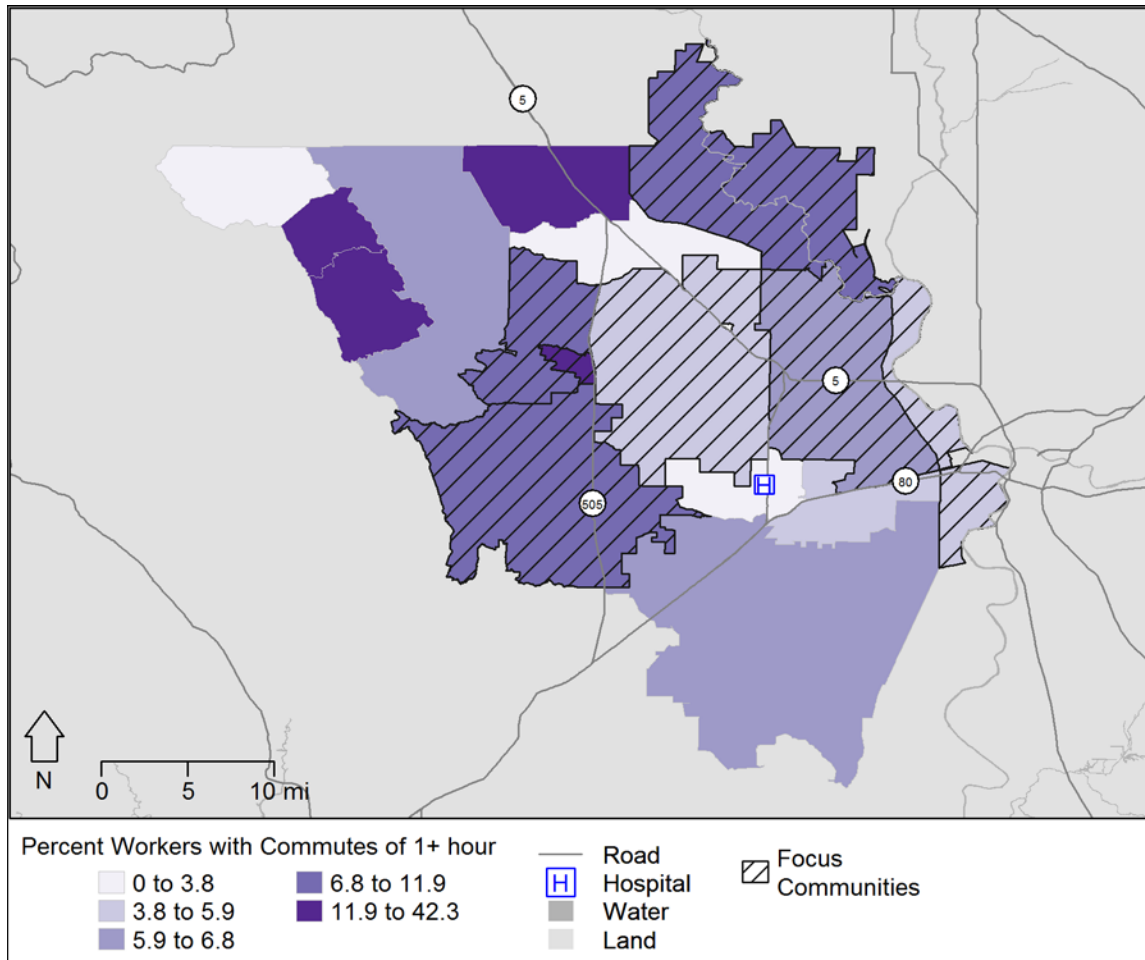 5
5
80
505
N
0 5 10 mi
Percent Workers with Commutes of 1+ hour
0 to 3.8
3.8 to 5.9
5.9 to 6.8
6.8 to 11.9
11.9 to 42.3
Road
H Hospital
Water
Land
Focus
Communities
H